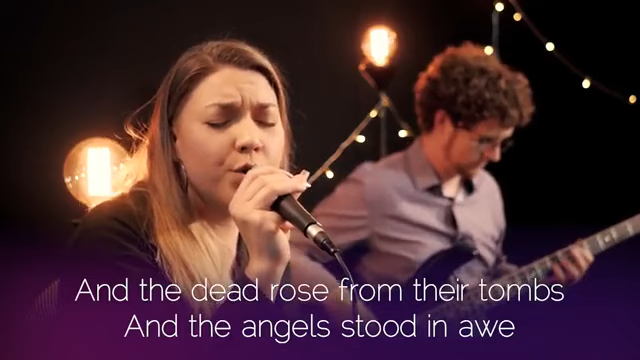 And the dead rose from their tombs
And the angels stood in awe